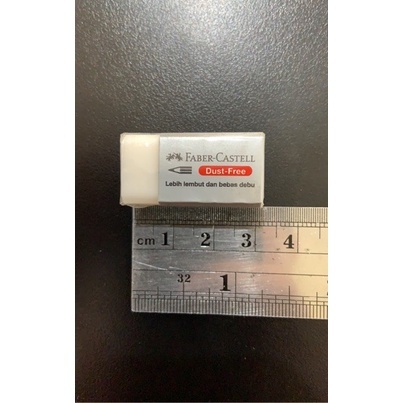 FABER-CASTELL
Dust-Free
Lebih lembut dan bebas debu
cm 1 2 3 4
32 1